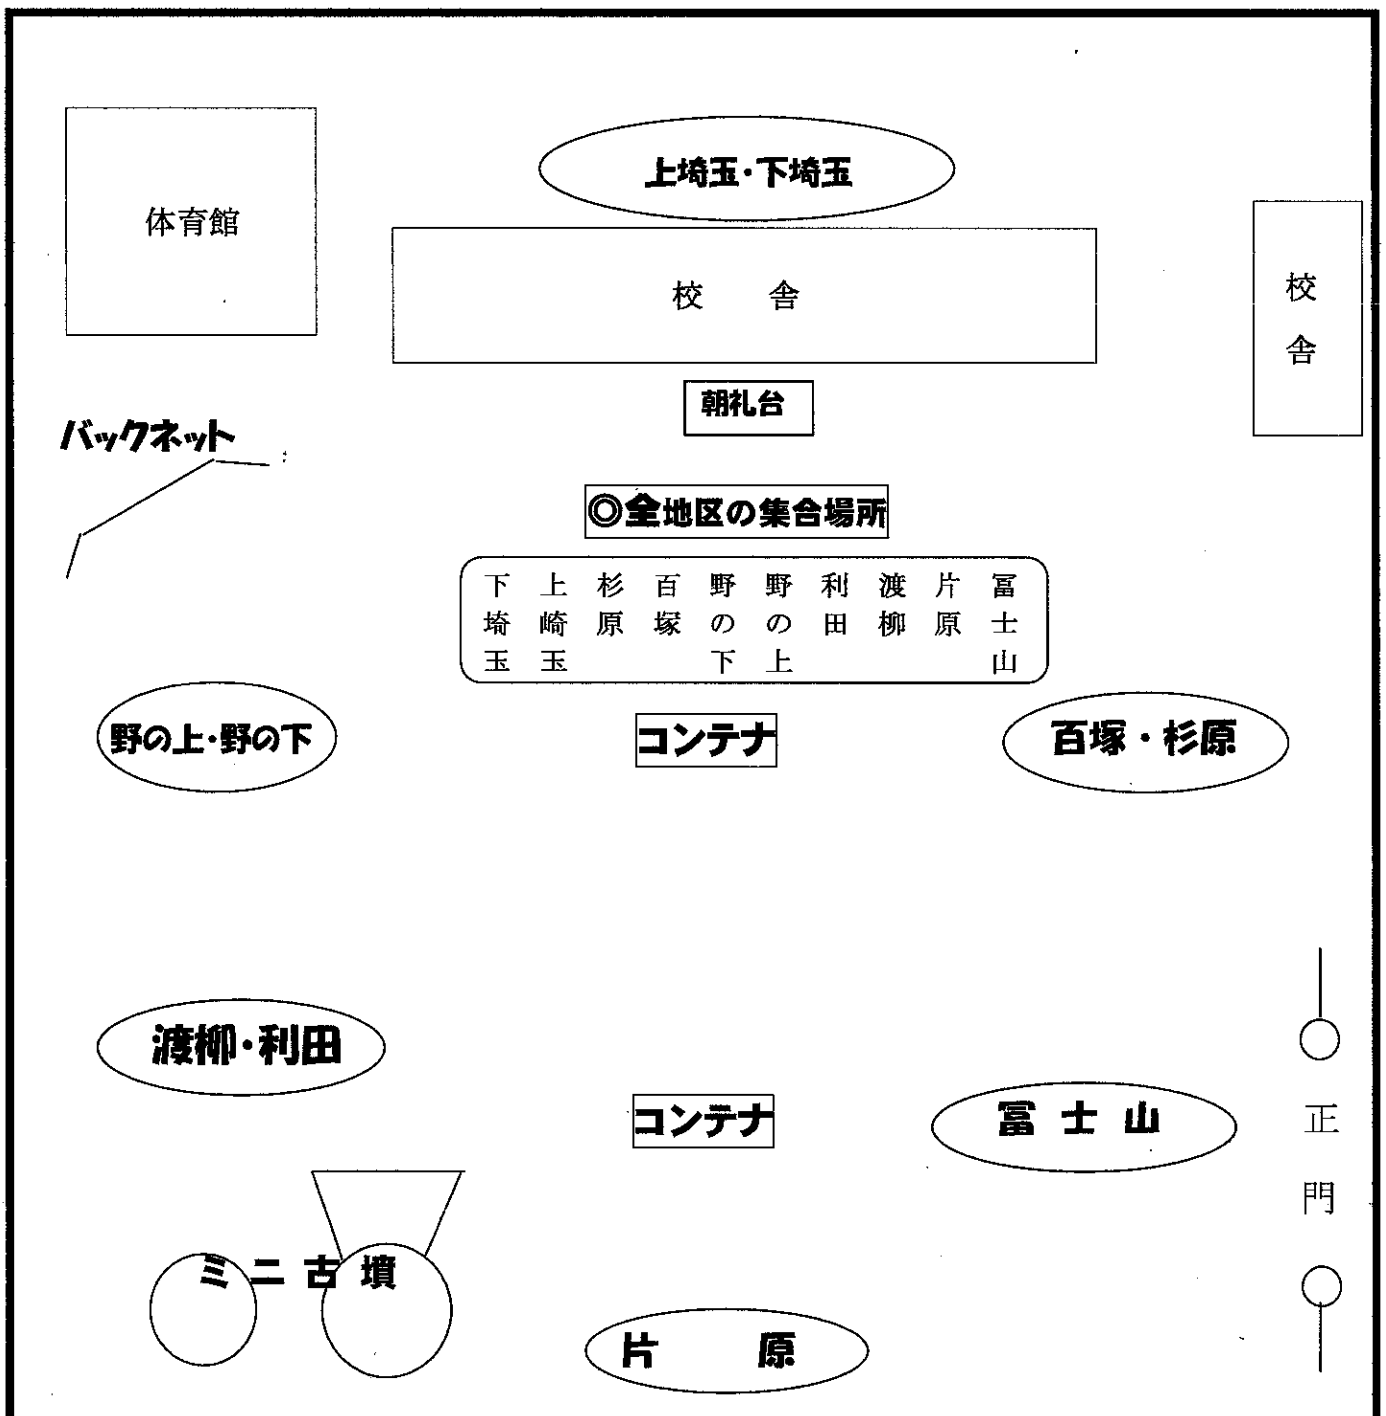 上埼玉・下埼玉
体育館
校　舎
校舎
朝礼台
バックネット
◎全地区の集合場所
下埼玉
上崎玉
杉原
百塚
野の下
野の上
利田
渡柳
片原
冨士山
野の上・野の下
コンテナ
百塚・杉原
渡柳・利田
コンテナ
冨士山
正門
ミニ古墳
片　原